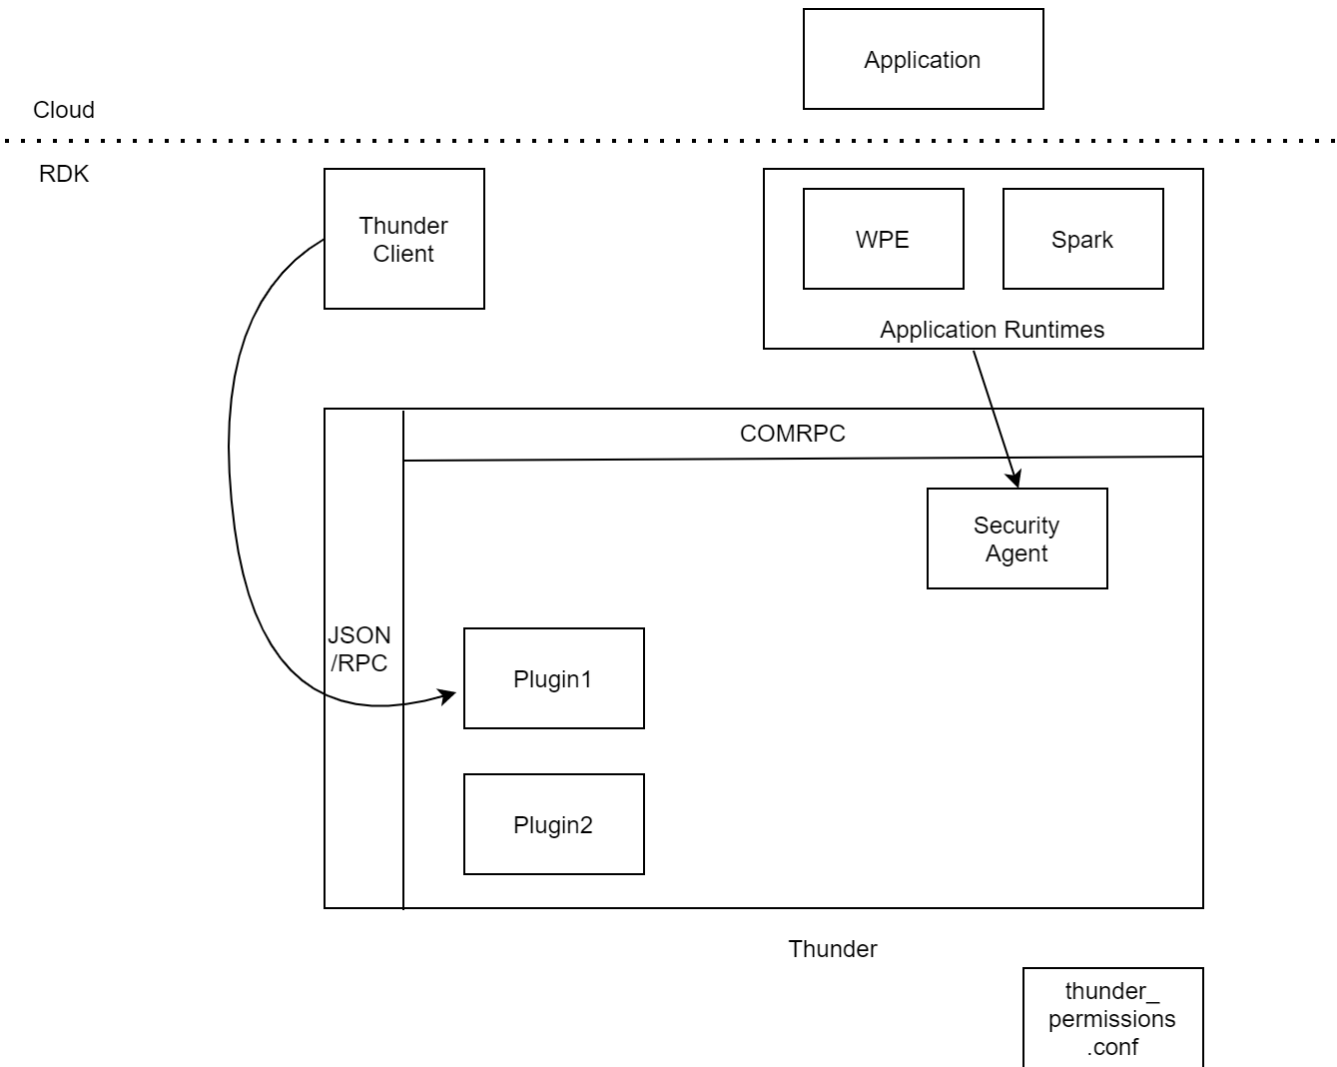 Application
Cloud
RDK
Thunder
Client
WPE
Spark
Application Runtimes
COMRPC
Security
Agent
JSON
/RPC
Plugin1
Plugin2
Thunder
thunder_
permissions
.conf